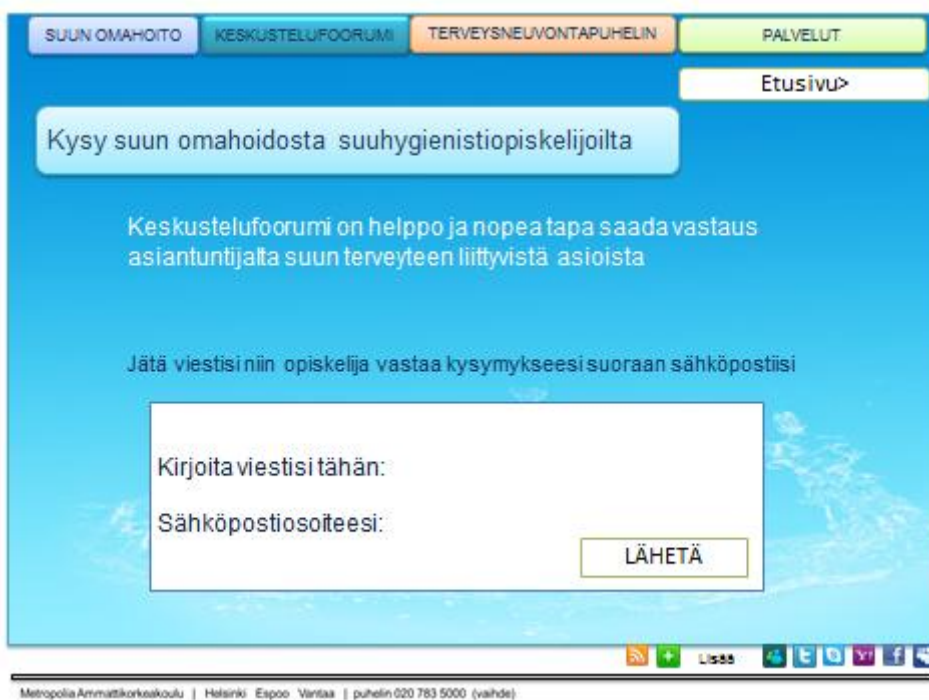 SUUN OMAHOITO
KESKUSTELUFOORUMI
TERVEYSNEUVONTAPUHELIN
PALVELUT
Etusivu>
Kysy suun omahoidosta suuhygienistiopiskelijoilta
Keskustelufoorumi on helppo ja nopea tapa saada vastaus
asiantuntijalta suun terveyteen liittyvistä asioista
Jätä viestisi niin opiskelija vastaa kysymykseesi suoraan sähköpostiisi
Kirjoita viestisi tähän:
Sähköpostiosoiteesi:
LÄHETÄ
Lisää
Metropolia Ammattikorkeakoulu | Helsinki Espoo Vantaa | puhelin 020 783 5000 (vaihde)